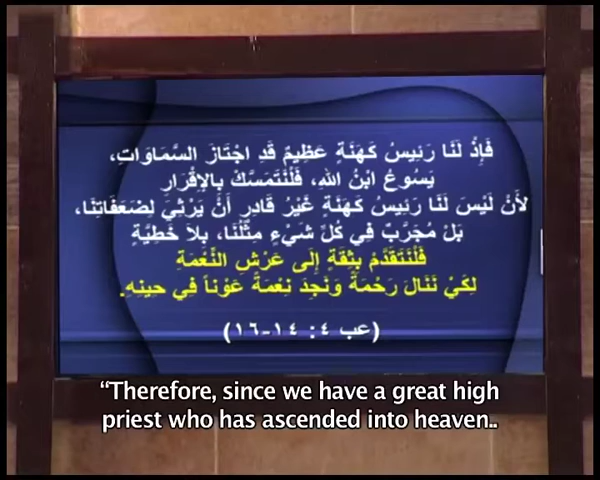 فَإِذْ لَنَا رَئِيسُ كَهَنَةٍ عَظِيمٌ قَدِ اجْتَازَ السَّمَاوَاتِ،
يَسُوعُ ابْنُ اللهِ، فَلْنَتَمَسَّكْ بِالإِقْرَارِ
لأَنْ لَيْسَ لَنَا رَئِيسُ كَهَنَةٍ غَيْرُ قَادِرٍ أَنْ يَرْثِيَ لِضَعَفَاتِنَا،
بَلْ مُجَرَّبٌ فِي كُلِّ شَيْءٍ مِثْلُنَا، بِلاَ خَطِيَّةٍ
فَلْنَتَقَدَّمْ بِثِقَةٍ إِلَى عَرْشِ النِّعْمَةِ
لِكَيْ نَنَالَ رَحْمَةً وَنَجِدَ نِعْمَةً عَوْناً فِي حِينِهِ.
(عب ٤: ١٤-١٦)
“Therefore, since we have a great high
priest who has ascended into heaven..